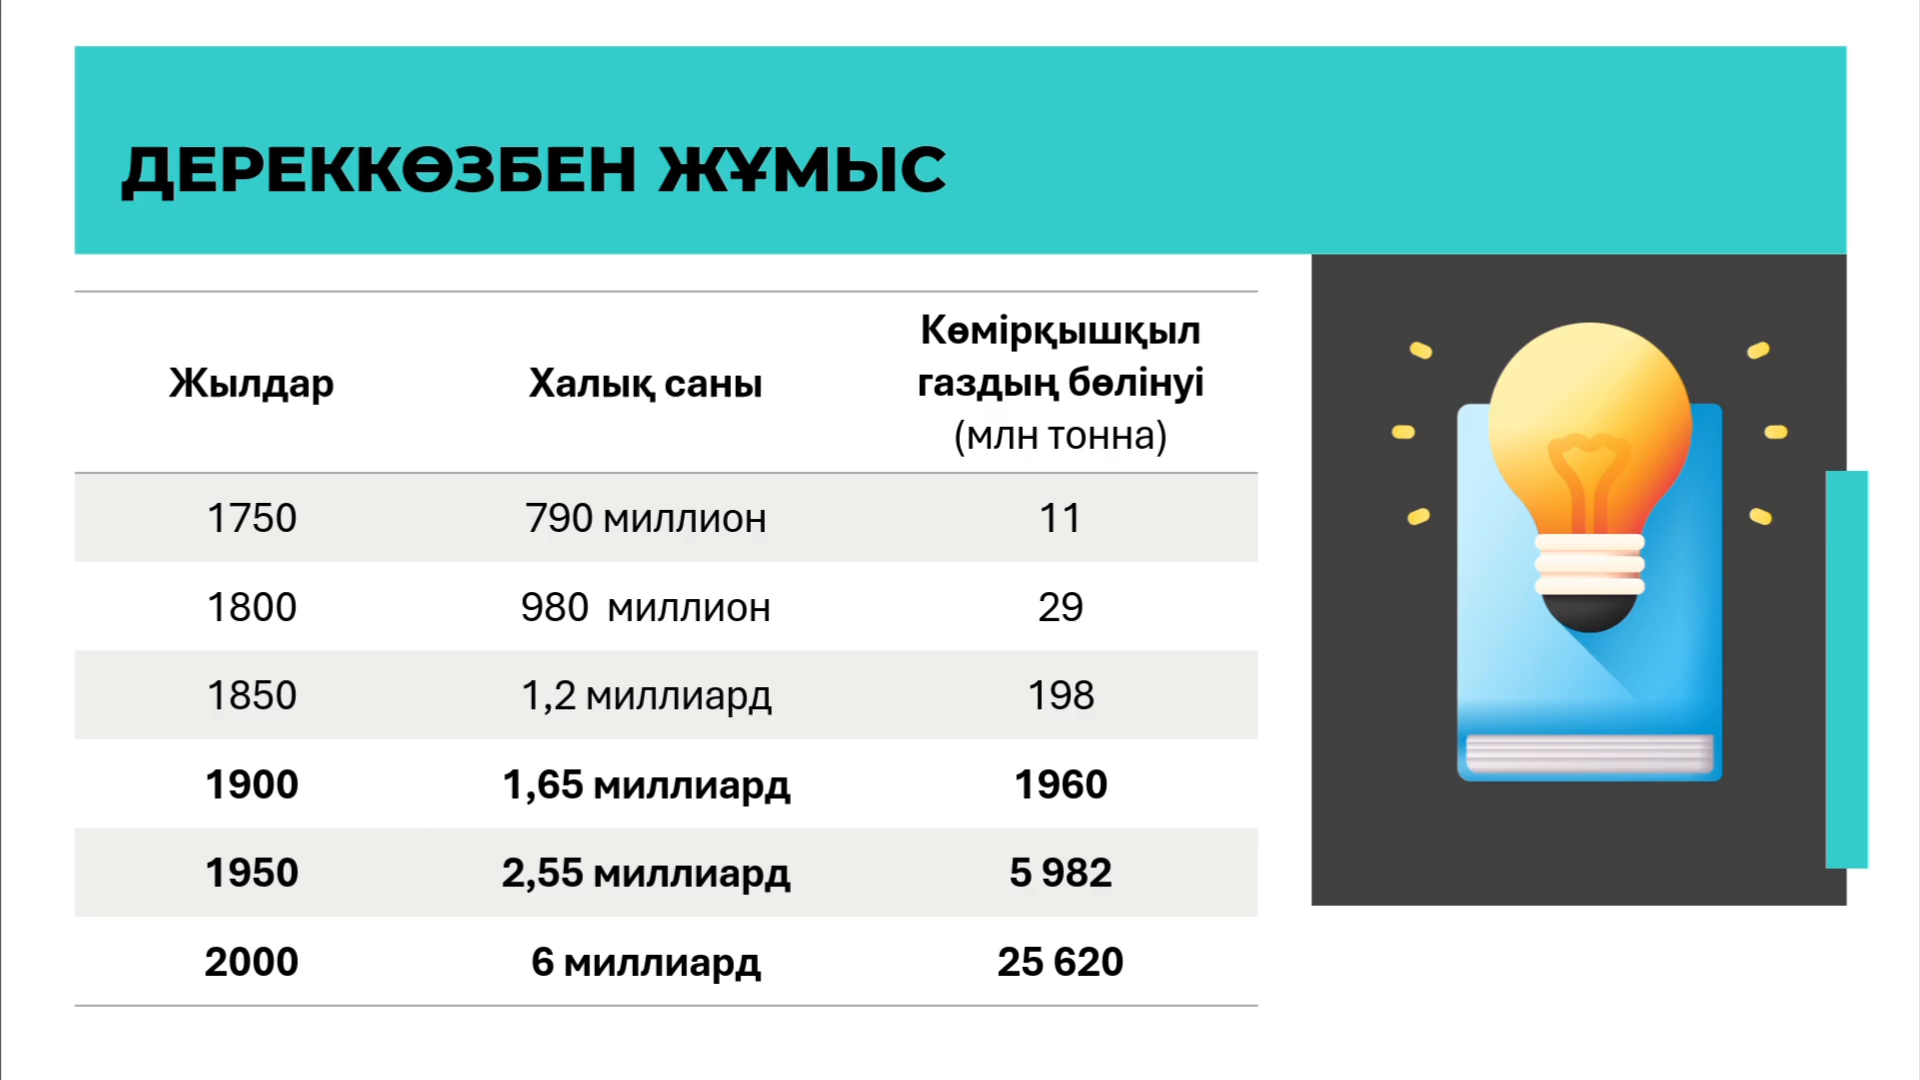 ДЕРЕККӨЗБЕН ЖҰМЫС
Жылдар Халық саны Көмірқышқыл
газдың бөлінуі
(млн тонна)
1750 790 миллион 11
1800 980 миллион 29
1850 1,2 миллиард 198
1900 1,65 миллиард 1960
1950 2,55 миллиард 5 982
2000 6 миллиард 25 620